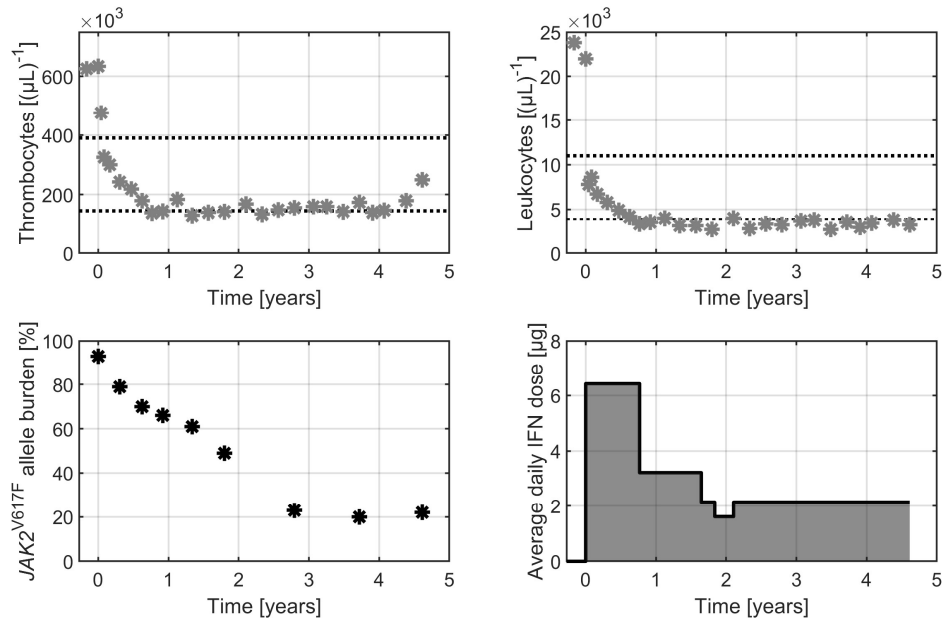 ×10³ ×10³
Thrombocytes [(μL)⁻¹]
600
400
200
0
0 1 2 3 4 5
Time [years]
Leukocytes [(μL)⁻¹]
25
20
15
10
5
0
0 1 2 3 4 5
Time [years]
JAK2ⱽ⁶¹⁷ꟳ allele burden [%]
100
80
60
40
20
0
0 1 2 3 4 5
Time [years]
Average daily IFN dose [μg]
8
6
4
2
0
0 1 2 3 4 5
Time [years]